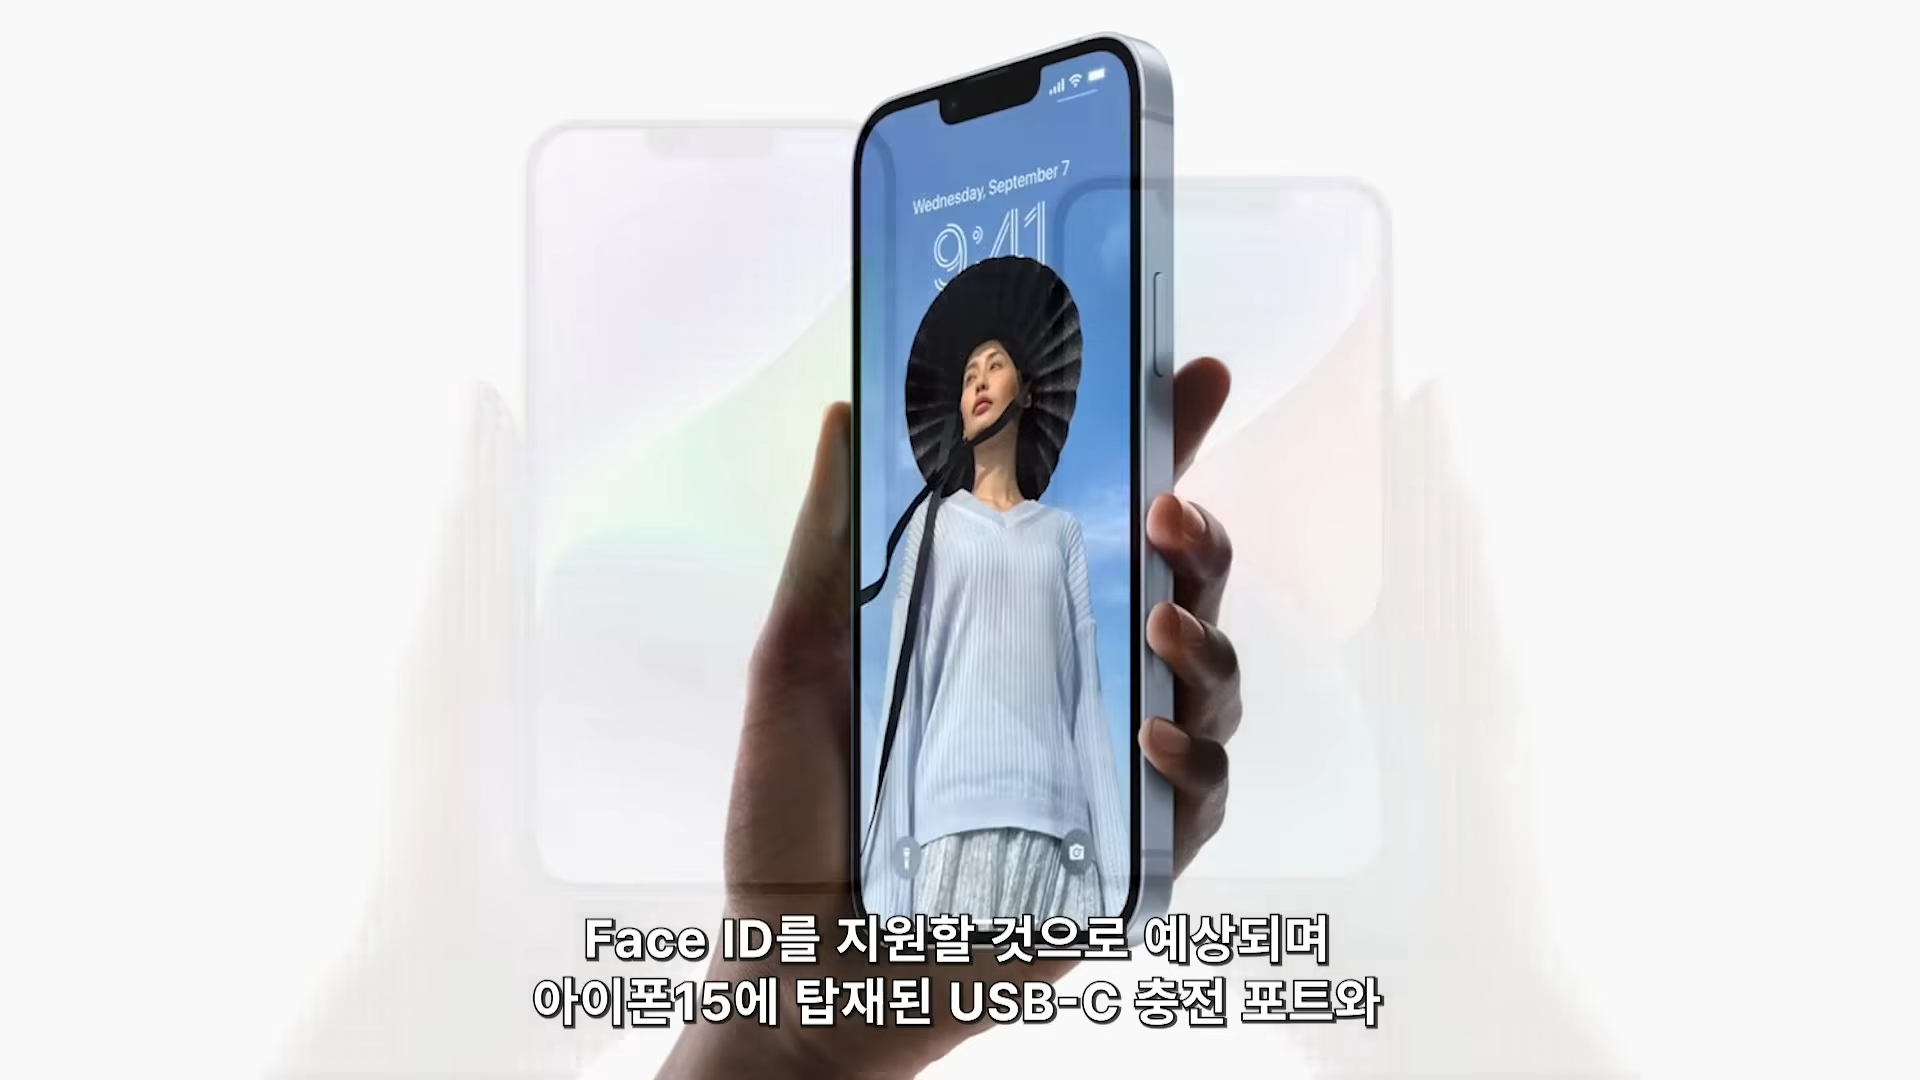 Wednesday, September 7
9:41
Face ID를 지원할 것으로 예상되며
아이폰15에 탑재된 USB-C 충전 포트와